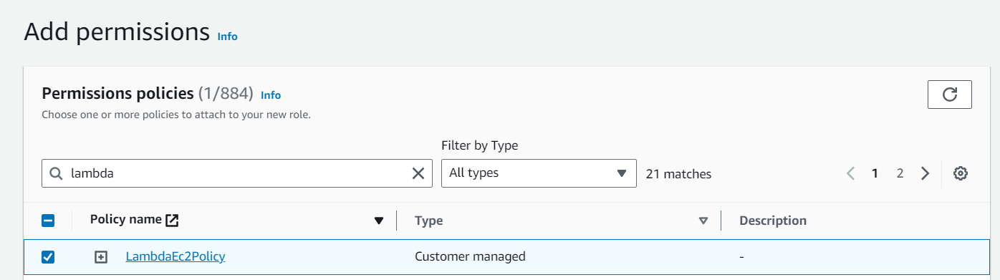 Add permissions Info
Permissions policies (1/884) Info
Choose one or more policies to attach to your new role.
Filter by Type
lambda All types 21 matches 1 2
Policy name Type Description
LambdaEc2Policy Customer managed -